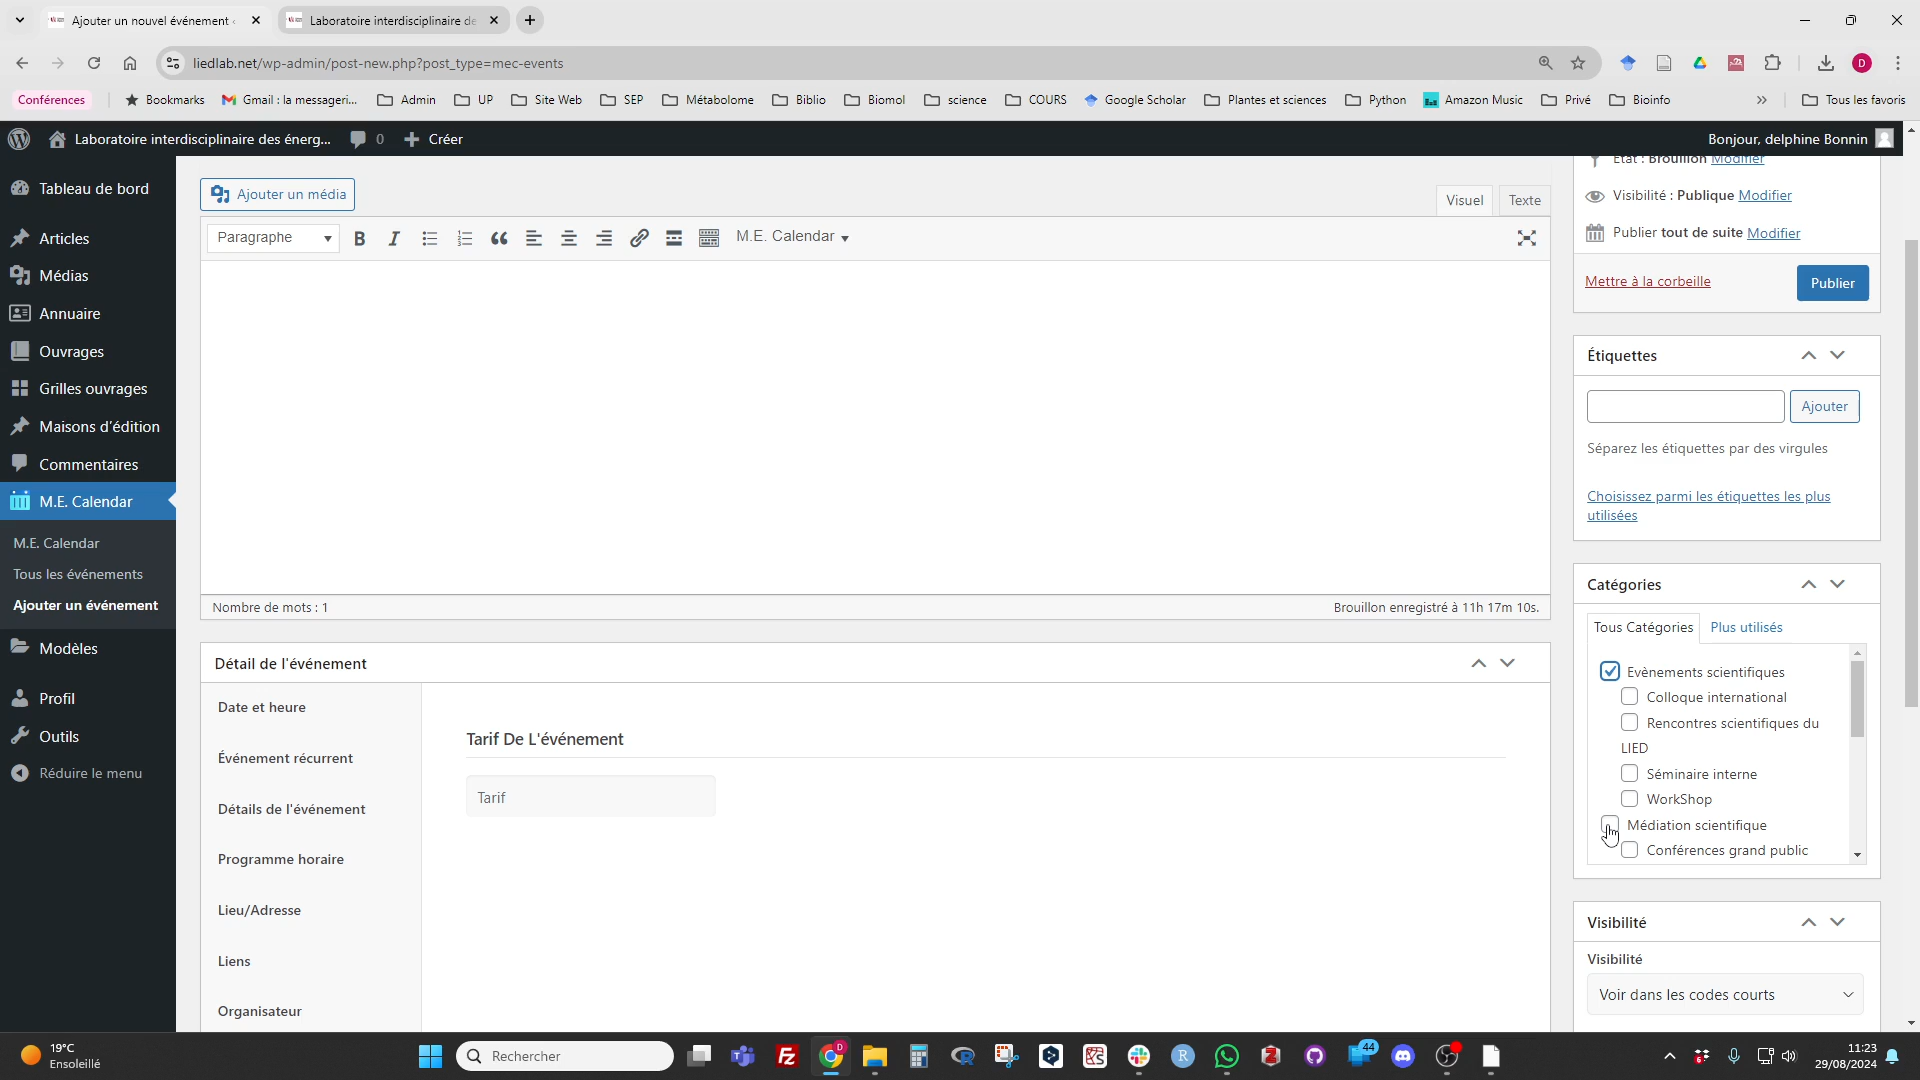 Ajouter un nouvel événement ‹
Laboratoire interdisciplinaire de
liedlab.net/wp-admin/post-new.php?post_type=mec-events
D
Conférences
Bookmarks
Gmail : la messageri...
Admin
UP
Site Web
SEP
Métabolome
Biblio
Biomol
science
COURS
Google Scholar
Plantes et sciences
Python
Amazon Music
Privé
Bioinfo
»
Tous les favoris
Laboratoire interdisciplinaire des énerg...
0
Créer
Bonjour, delphine Bonnin
Tableau de bord
Articles
Médias
Annuaire
Ouvrages
Grilles ouvrages
Maisons d'édition
Commentaires
M.E. Calendar
M.E. Calendar
Tous les événements
Ajouter un événement
Modèles
Profil
Outils
Réduire le menu
Ajouter un média
Visuel
Texte
Paragraphe
B
I
M.E. Calendar
Nombre de mots : 1
Brouillon enregistré à 11h 17m 10s.
Détail de l'événement
Date et heure
Événement récurrent
Détails de l'événement
Programme horaire
Lieu/Adresse
Liens
Organisateur
Tarif De L'événement
Tarif
État : Brouillon Modifier
Visibilité : Publique Modifier
Publier tout de suite Modifier
Mettre à la corbeille
Publier
Étiquettes
Ajouter
Séparez les étiquettes par des virgules
Choisissez parmi les étiquettes les plus
utilisées
Catégories
Tous Catégories
Plus utilisés
Evènements scientifiques
Colloque international
Rencontres scientifiques du
LIED
Séminaire interne
WorkShop
Médiation scientifique
Conférences grand public
Visibilité
Visibilité
Voir dans les codes courts
19°C
Ensoleillé
Rechercher
44
11:23
29/08/2024